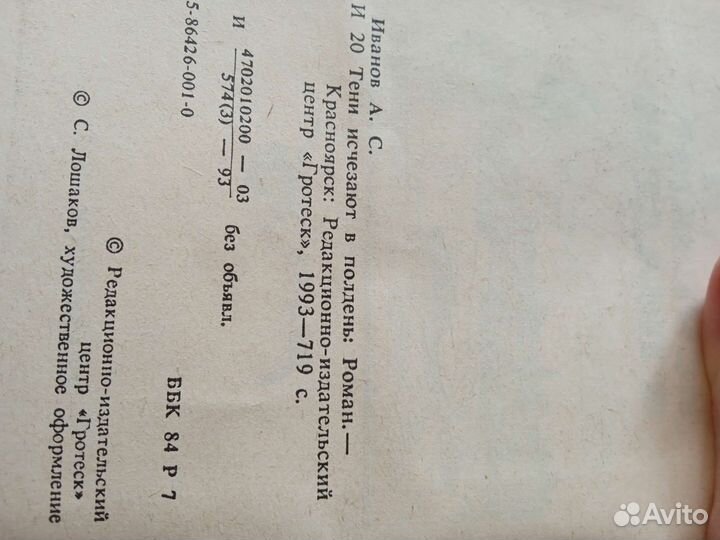 Иванов А. С.
И 20 Тени исчезают в полдень: Роман.—
Красноярск: Редакционно-издательский
центр «Гротеск», 1993—719 с.
И 4702010200 — 03
574(3) — 93 без объявл.
5-86426-001-0
ББК 84 Р 7
© Редакционно-издательский
центр «Гротеск»
© С. Лошаков, художественное оформление
Avito